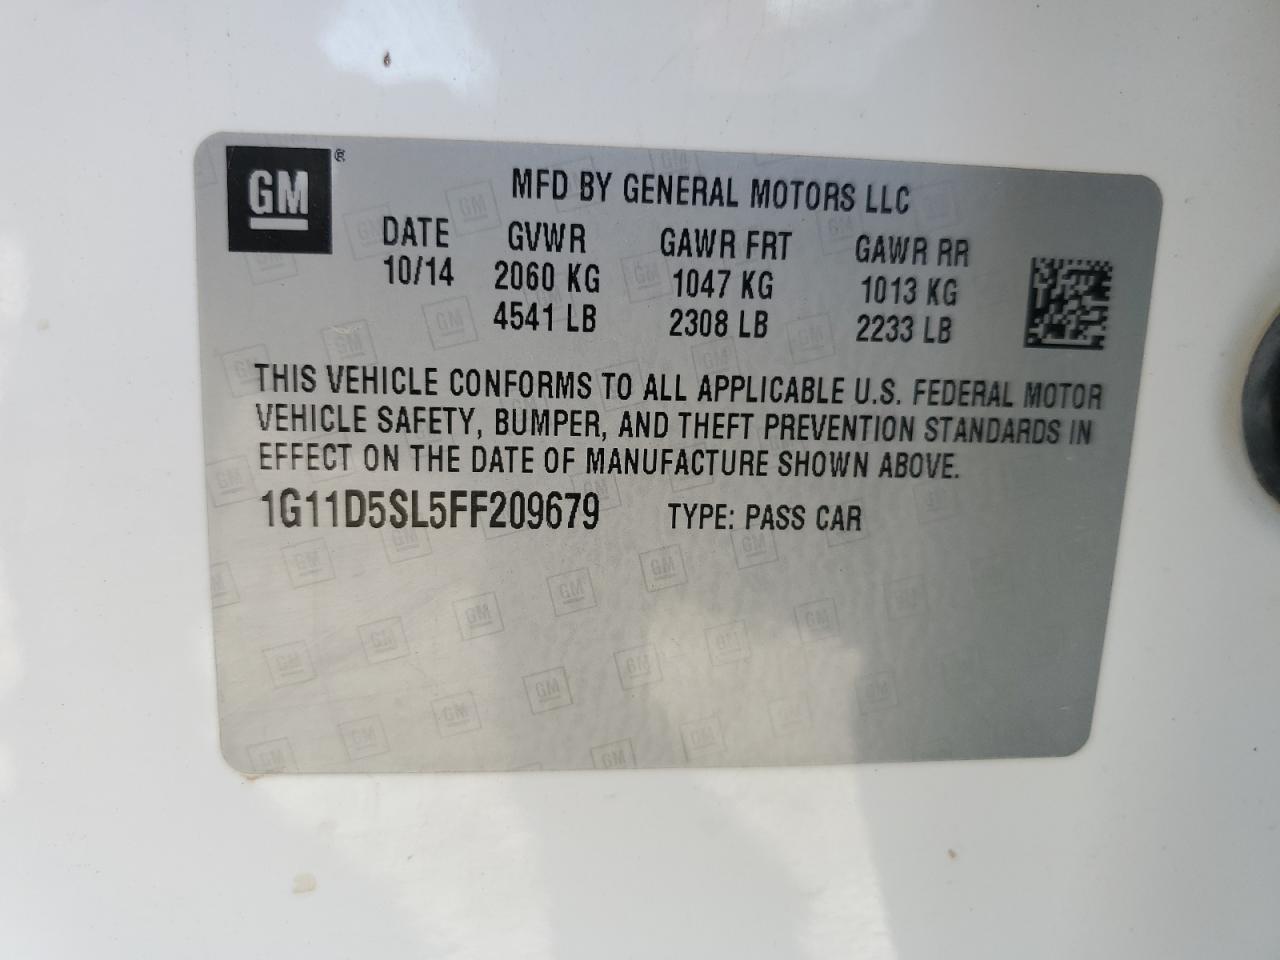 GM ®
MFD BY GENERAL MOTORS LLC
DATE GVWR GAWR FRT GAWR RR
10/14 2060 KG 1047 KG 1013 KG
4541 LB 2308 LB 2233 LB
THIS VEHICLE CONFORMS TO ALL APPLICABLE U.S. FEDERAL MOTOR
VEHICLE SAFETY, BUMPER, AND THEFT PREVENTION STANDARDS IN
EFFECT ON THE DATE OF MANUFACTURE SHOWN ABOVE.
1G11D5SL5FF209679 TYPE: PASS CAR